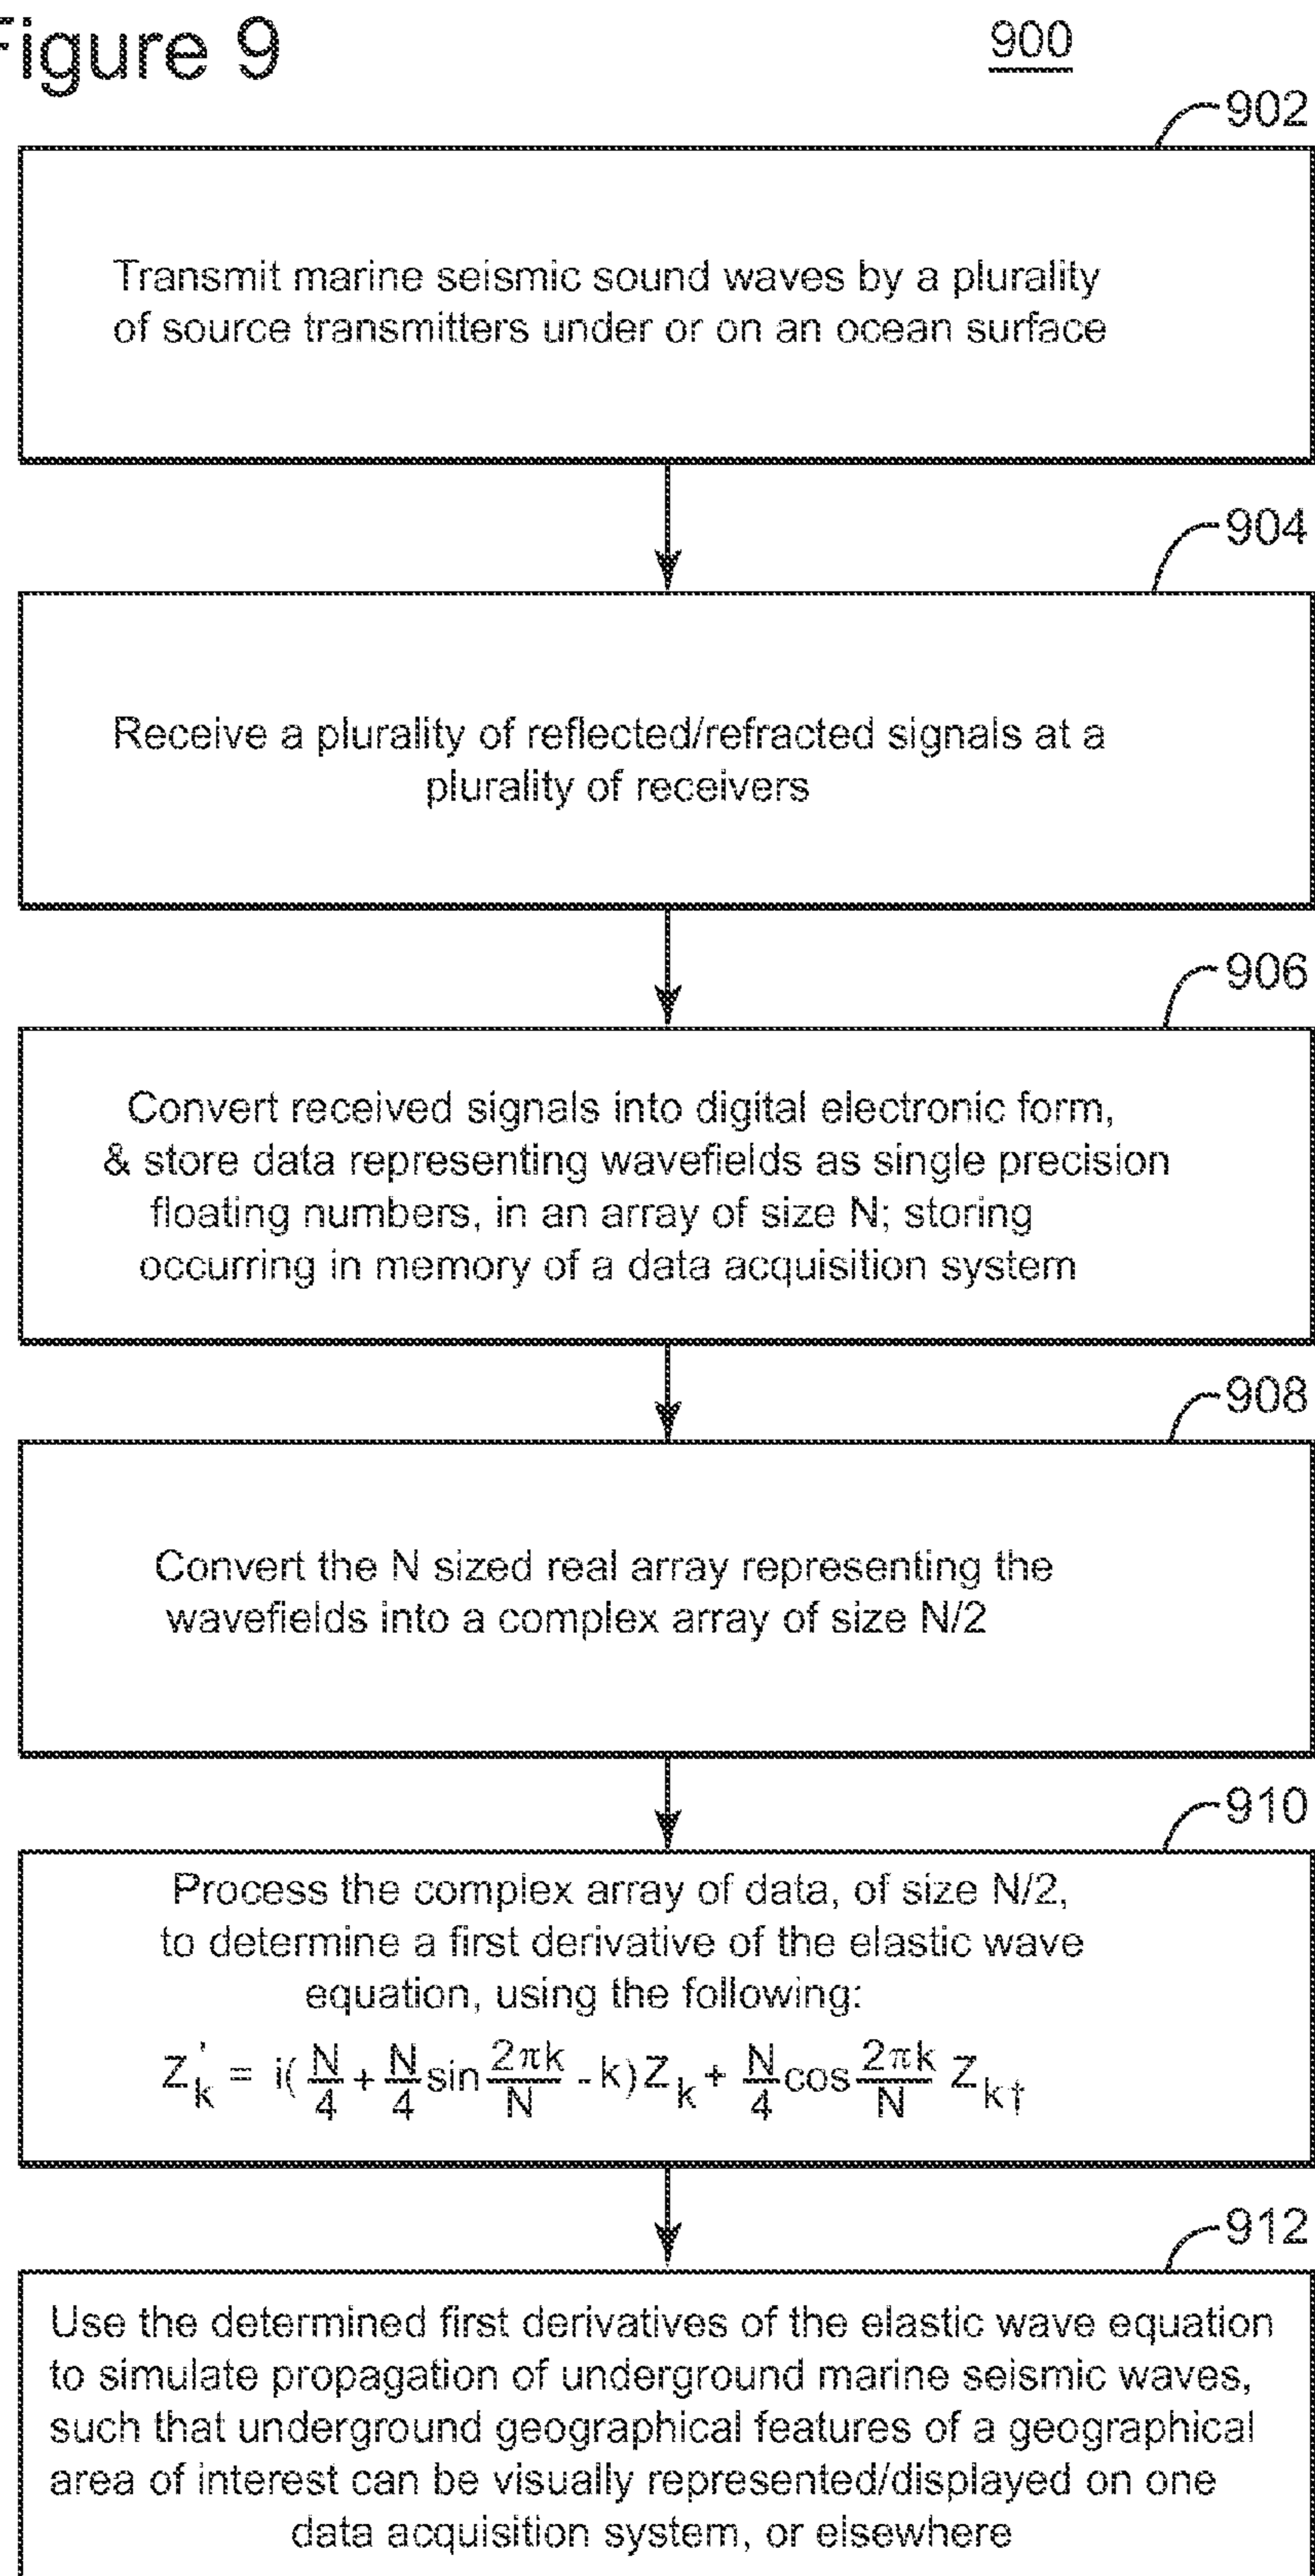 Figure 9
900
902
Transmit marine seismic sound waves by a plurality
of source transmitters under or on an ocean surface
904
Receive a plurality of reflected/refracted signals at a
plurality of receivers
906
Convert received signals into digital electronic form,
& store data representing wavefields as single precision
floating numbers, in an array of size N; storing
occurring in memory of a data acquisition system
908
Convert the N sized real array representing the
wavefields into a complex array of size N/2
910
Process the complex array of data, of size N/2,
to determine a first derivative of the elastic wave
equation, using the following:
Z'k = i(N/4 + N/4 sin 2πk/N - k)Zk + N/4 cos 2πk/N Zk†
912
Use the determined first derivatives of the elastic wave equation
to simulate propagation of underground marine seismic waves,
such that underground geographical features of a geographical
area of interest can be visually represented/displayed on one
data acquisition system, or elsewhere